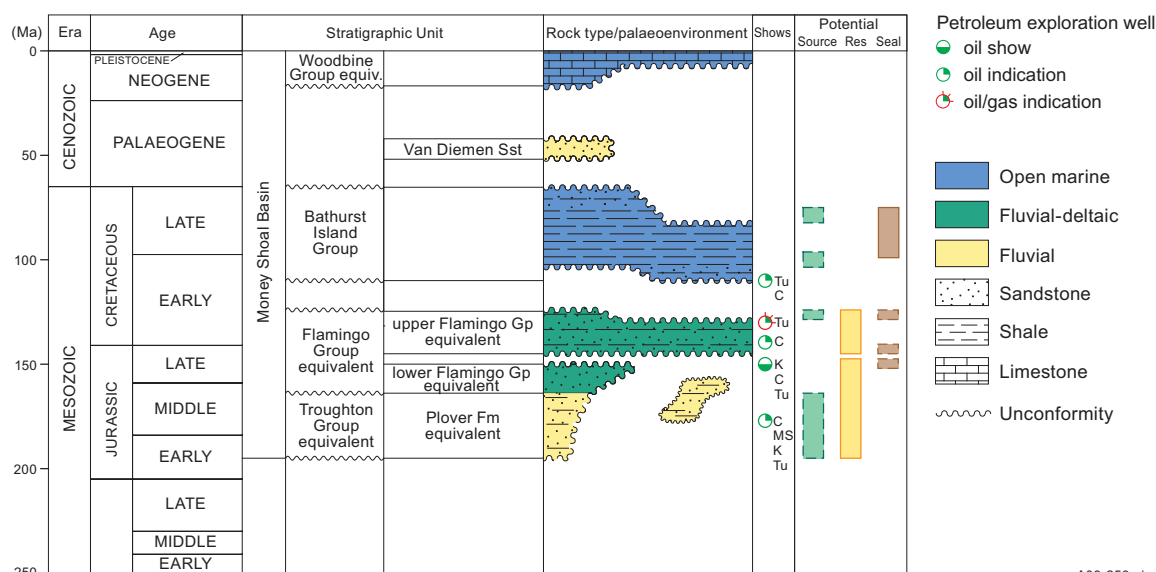 (Ma)
Era
Age
Stratigraphic Unit
Rock type/palaeoenvironment
Shows
Potential
Source
Res
Seal
0
50
100
150
200
CENOZOIC
MESOZOIC
CRETACEOUS
JURASSIC
PLEISTOCENE
NEOGENE
PALAEOGENE
LATE
EARLY
LATE
MIDDLE
EARLY
LATE
MIDDLE
EARLY
Money Shoal Basin
Woodbine
Group equiv.
Bathurst
Island
Group
Flamingo
Group
equivalent
Troughton
Group
equivalent
Van Diemen Sst
upper Flamingo Gp
equivalent
lower Flamingo Gp
equivalent
Plover Fm
equivalent
Tu
C
Tu
C
K
C
Tu
C
MS
K
Tu
Petroleum exploration well
oil show
oil indication
oil/gas indication
Open marine
Fluvial-deltaic
Fluvial
Sandstone
Shale
Limestone
Unconformity